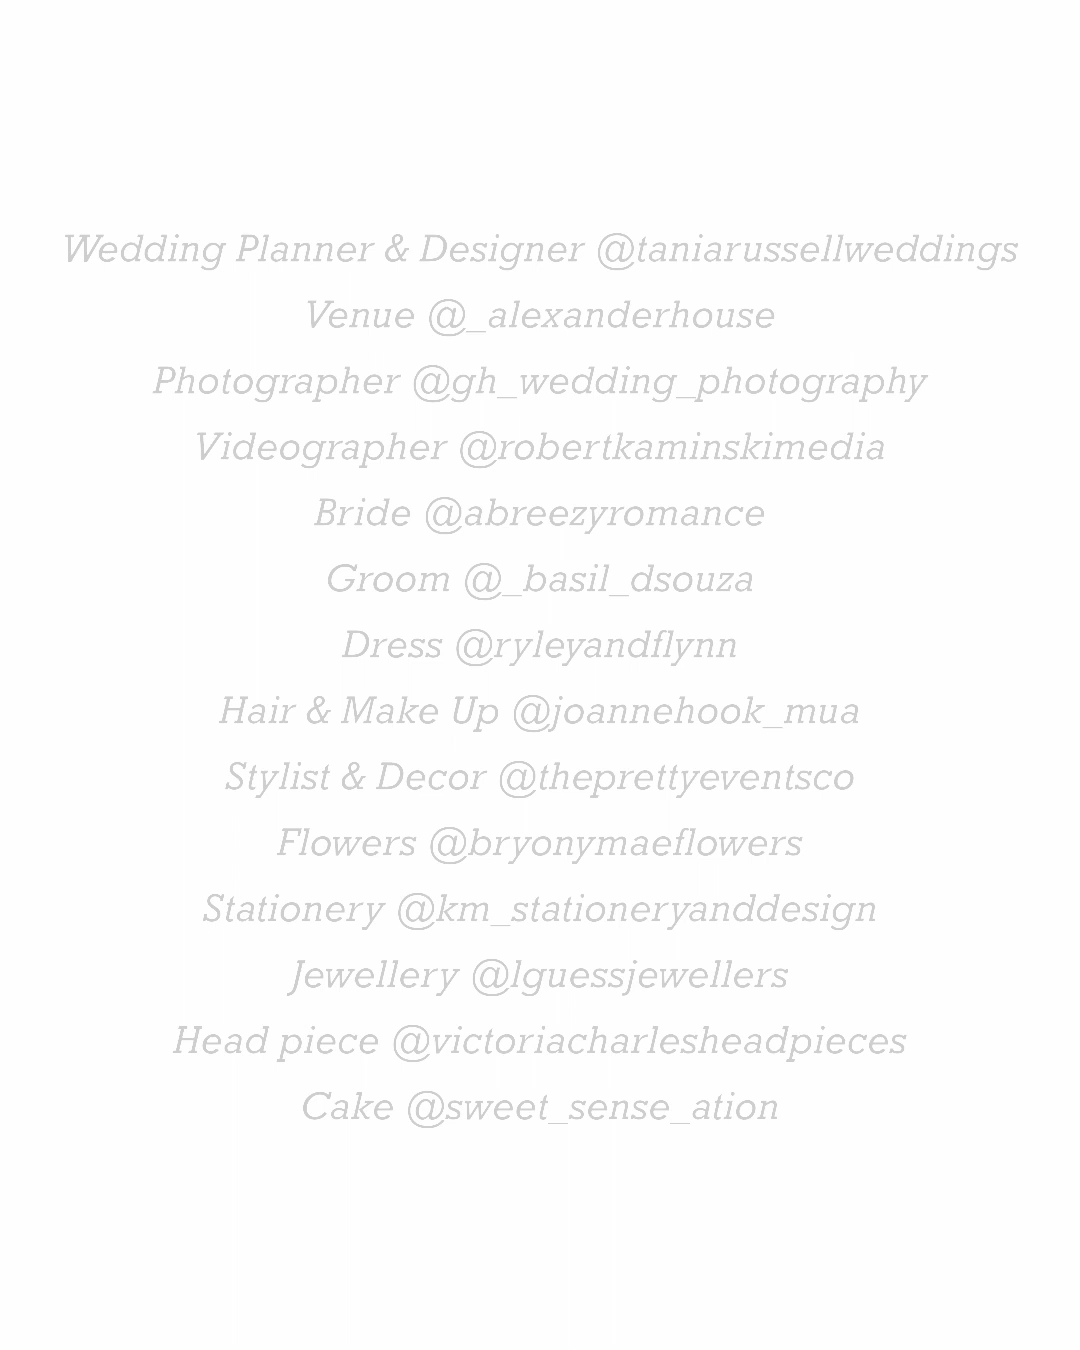 Wedding Planner & Designer @taniarussellweddings
Venue @_alexanderhouse
Photographer @gh_wedding_photography
Videographer @robertkaminskimedia
Bride @abreezyromance
Groom @_basil_dsouza
Dress @ryleyandflynn
Hair & Make Up @joannehook_mua
Stylist & Decor @theprettyeventsco
Flowers @bryonymaeflowers
Stationery @km_stationeryanddesign
Jewellery @lguessjewellers
Head piece @victoriacharlesheadpieces
Cake @sweet_sense_ation